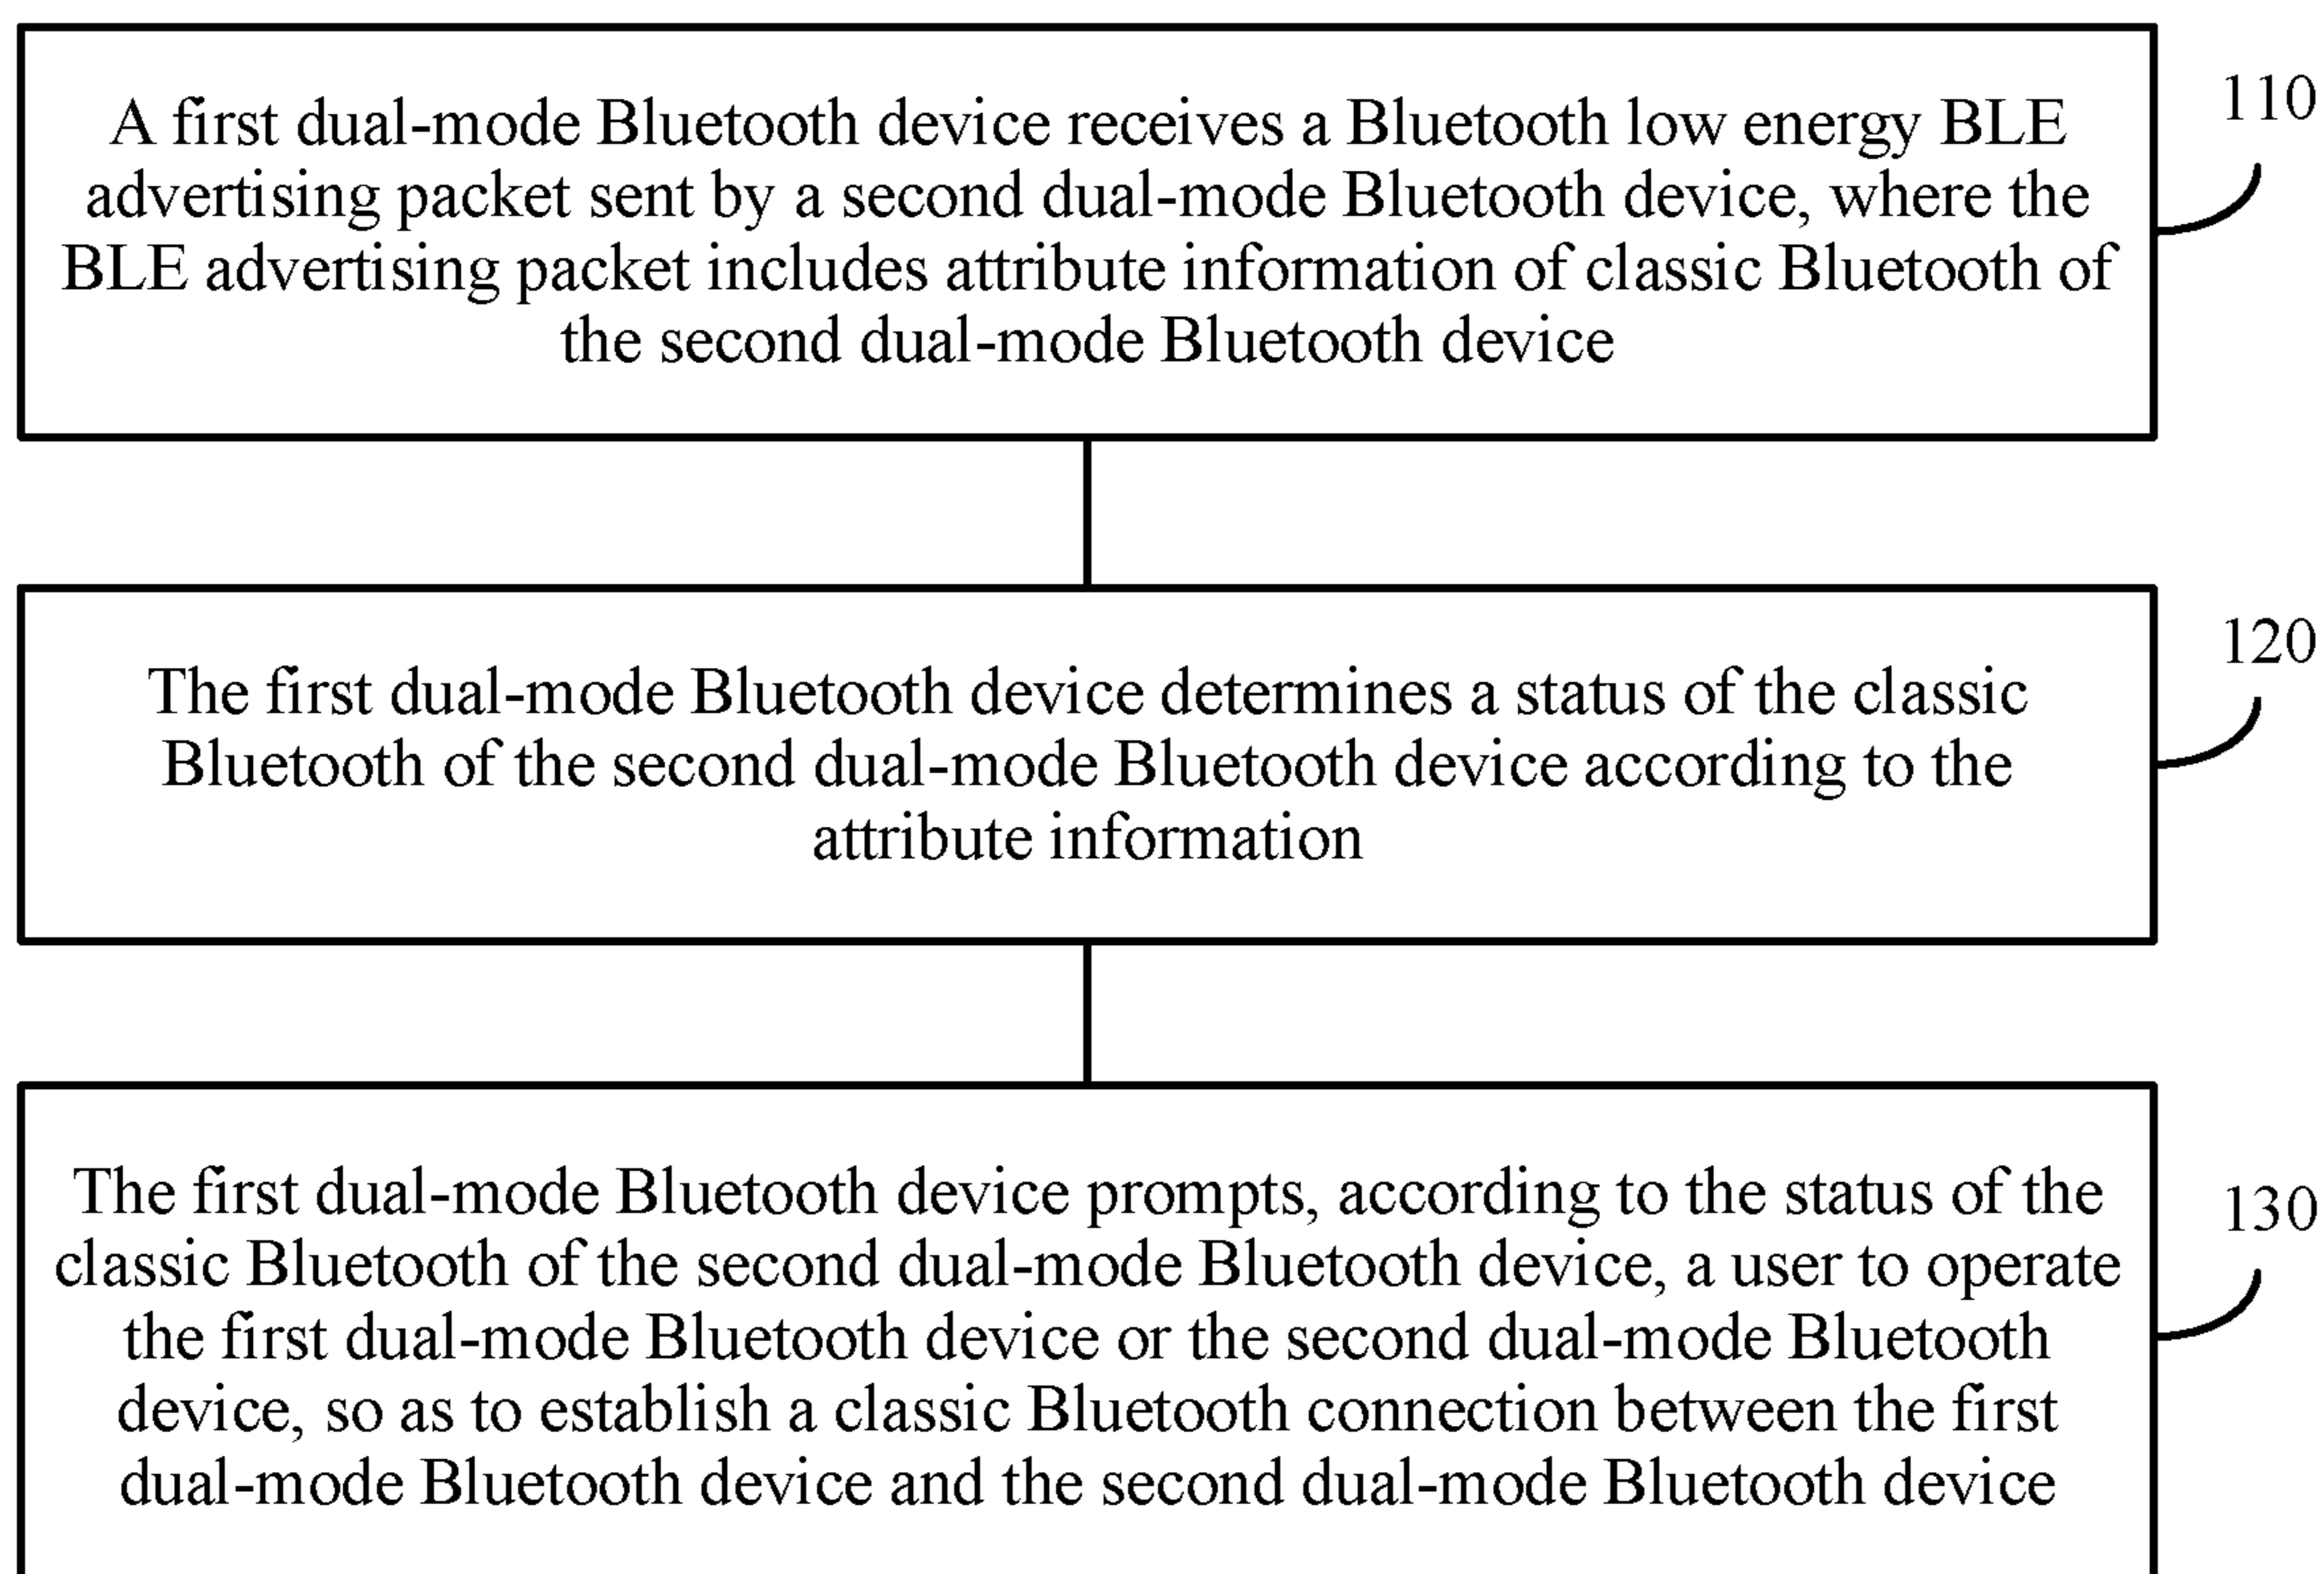 A first dual-mode Bluetooth device receives a Bluetooth low energy BLE
advertising packet sent by a second dual-mode Bluetooth device, where the
BLE advertising packet includes attribute information of classic Bluetooth of
the second dual-mode Bluetooth device
110
The first dual-mode Bluetooth device determines a status of the classic
Bluetooth of the second dual-mode Bluetooth device according to the
attribute information
120
The first dual-mode Bluetooth device prompts, according to the status of the
classic Bluetooth of the second dual-mode Bluetooth device, a user to operate
the first dual-mode Bluetooth device or the second dual-mode Bluetooth
device, so as to establish a classic Bluetooth connection between the first
dual-mode Bluetooth device and the second dual-mode Bluetooth device
130